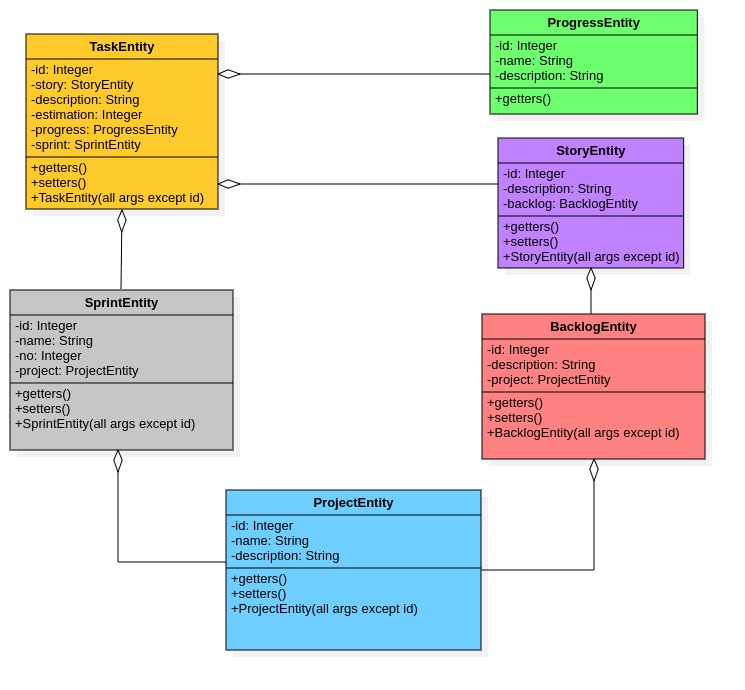 TaskEntity
-id: Integer
-story: StoryEntity
-description: String
-estimation: Integer
-progress: ProgressEntity
-sprint: SprintEntity
+getters()
+setters()
+TaskEntity(all args except id)
ProgressEntity
-id: Integer
-name: String
-description: String
+getters()
StoryEntity
-id: Integer
-description: String
-backlog: BacklogEntity
+getters()
+setters()
+StoryEntity(all args except id)
SprintEntity
-id: Integer
-name: String
-no: Integer
-project: ProjectEntity
+getters()
+setters()
+SprintEntity(all args except id)
BacklogEntity
-id: Integer
-description: String
-project: ProjectEntity
+getters()
+setters()
+BacklogEntity(all args except id)
ProjectEntity
-id: Integer
-name: String
-description: String
+getters()
+setters()
+ProjectEntity(all args except id)